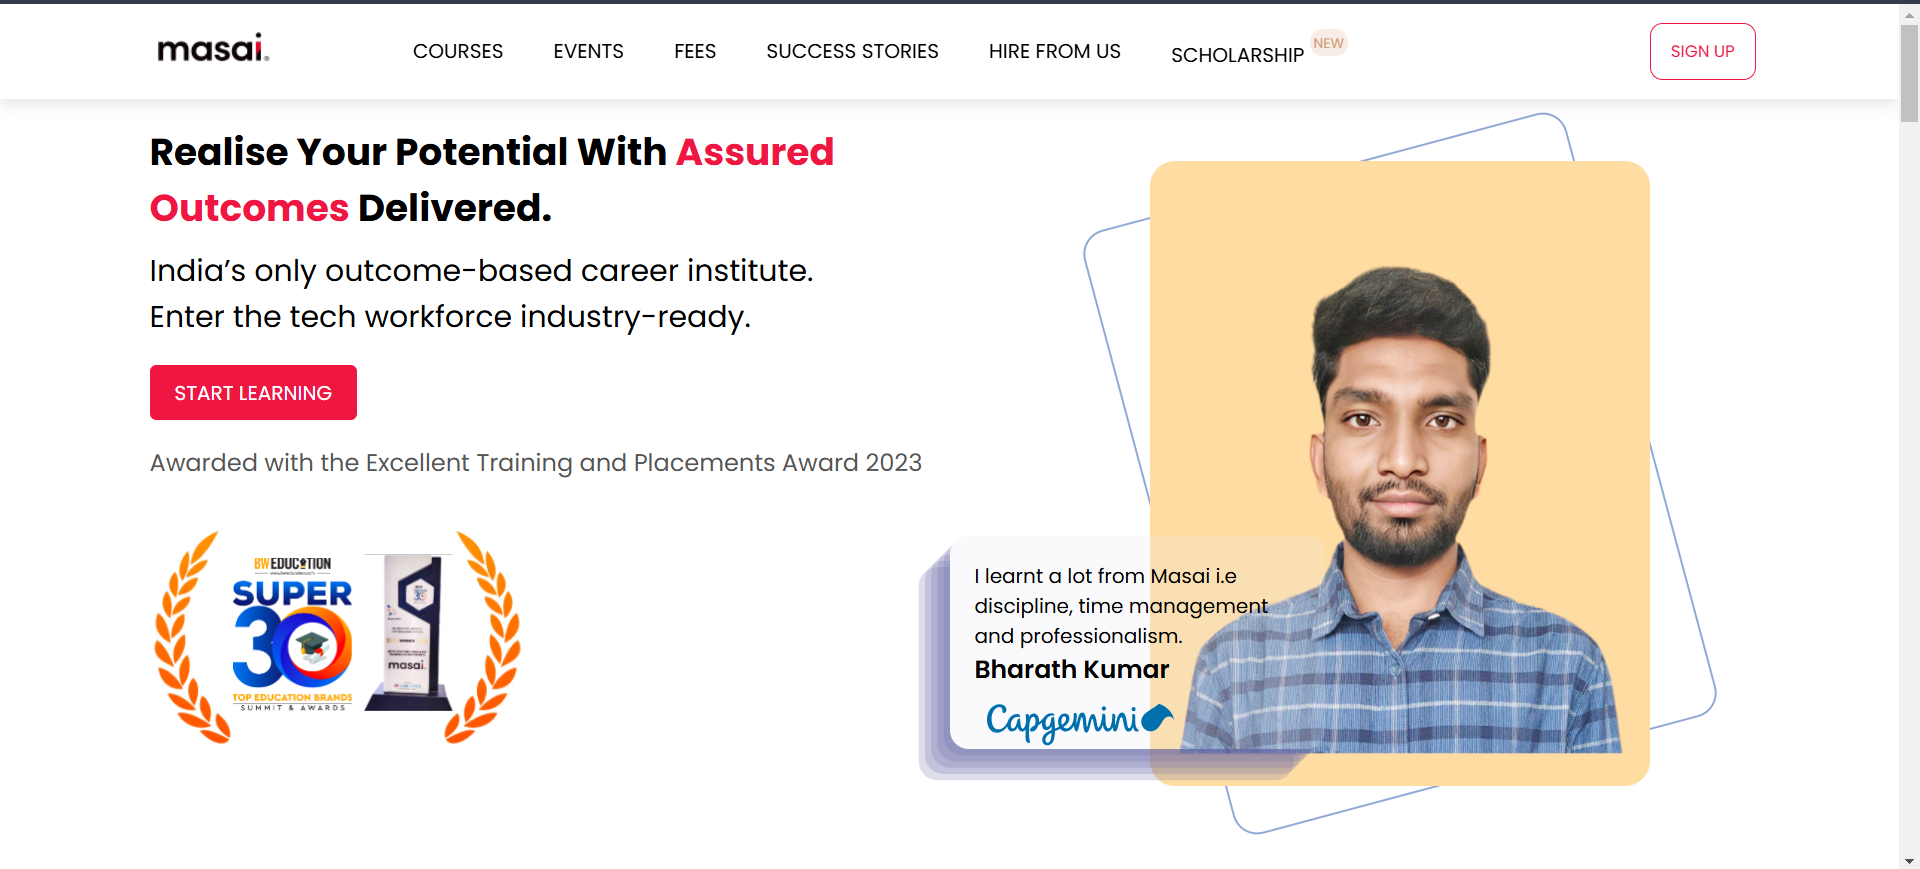 masai.
COURSES
EVENTS
FEES
SUCCESS STORIES
HIRE FROM US
SCHOLARSHIP
NEW
SIGN UP
Realise Your Potential With Assured
Outcomes Delivered.
India’s only outcome-based career institute.
Enter the tech workforce industry-ready.
START LEARNING
Awarded with the Excellent Training and Placements Award 2023
BWEDUCATION
SUPER
30
TOP EDUCATION BRANDS
SUMMIT & AWARDS
masai.
I learnt a lot from Masai i.e
discipline, time management
and professionalism.
Bharath Kumar
Capgemini